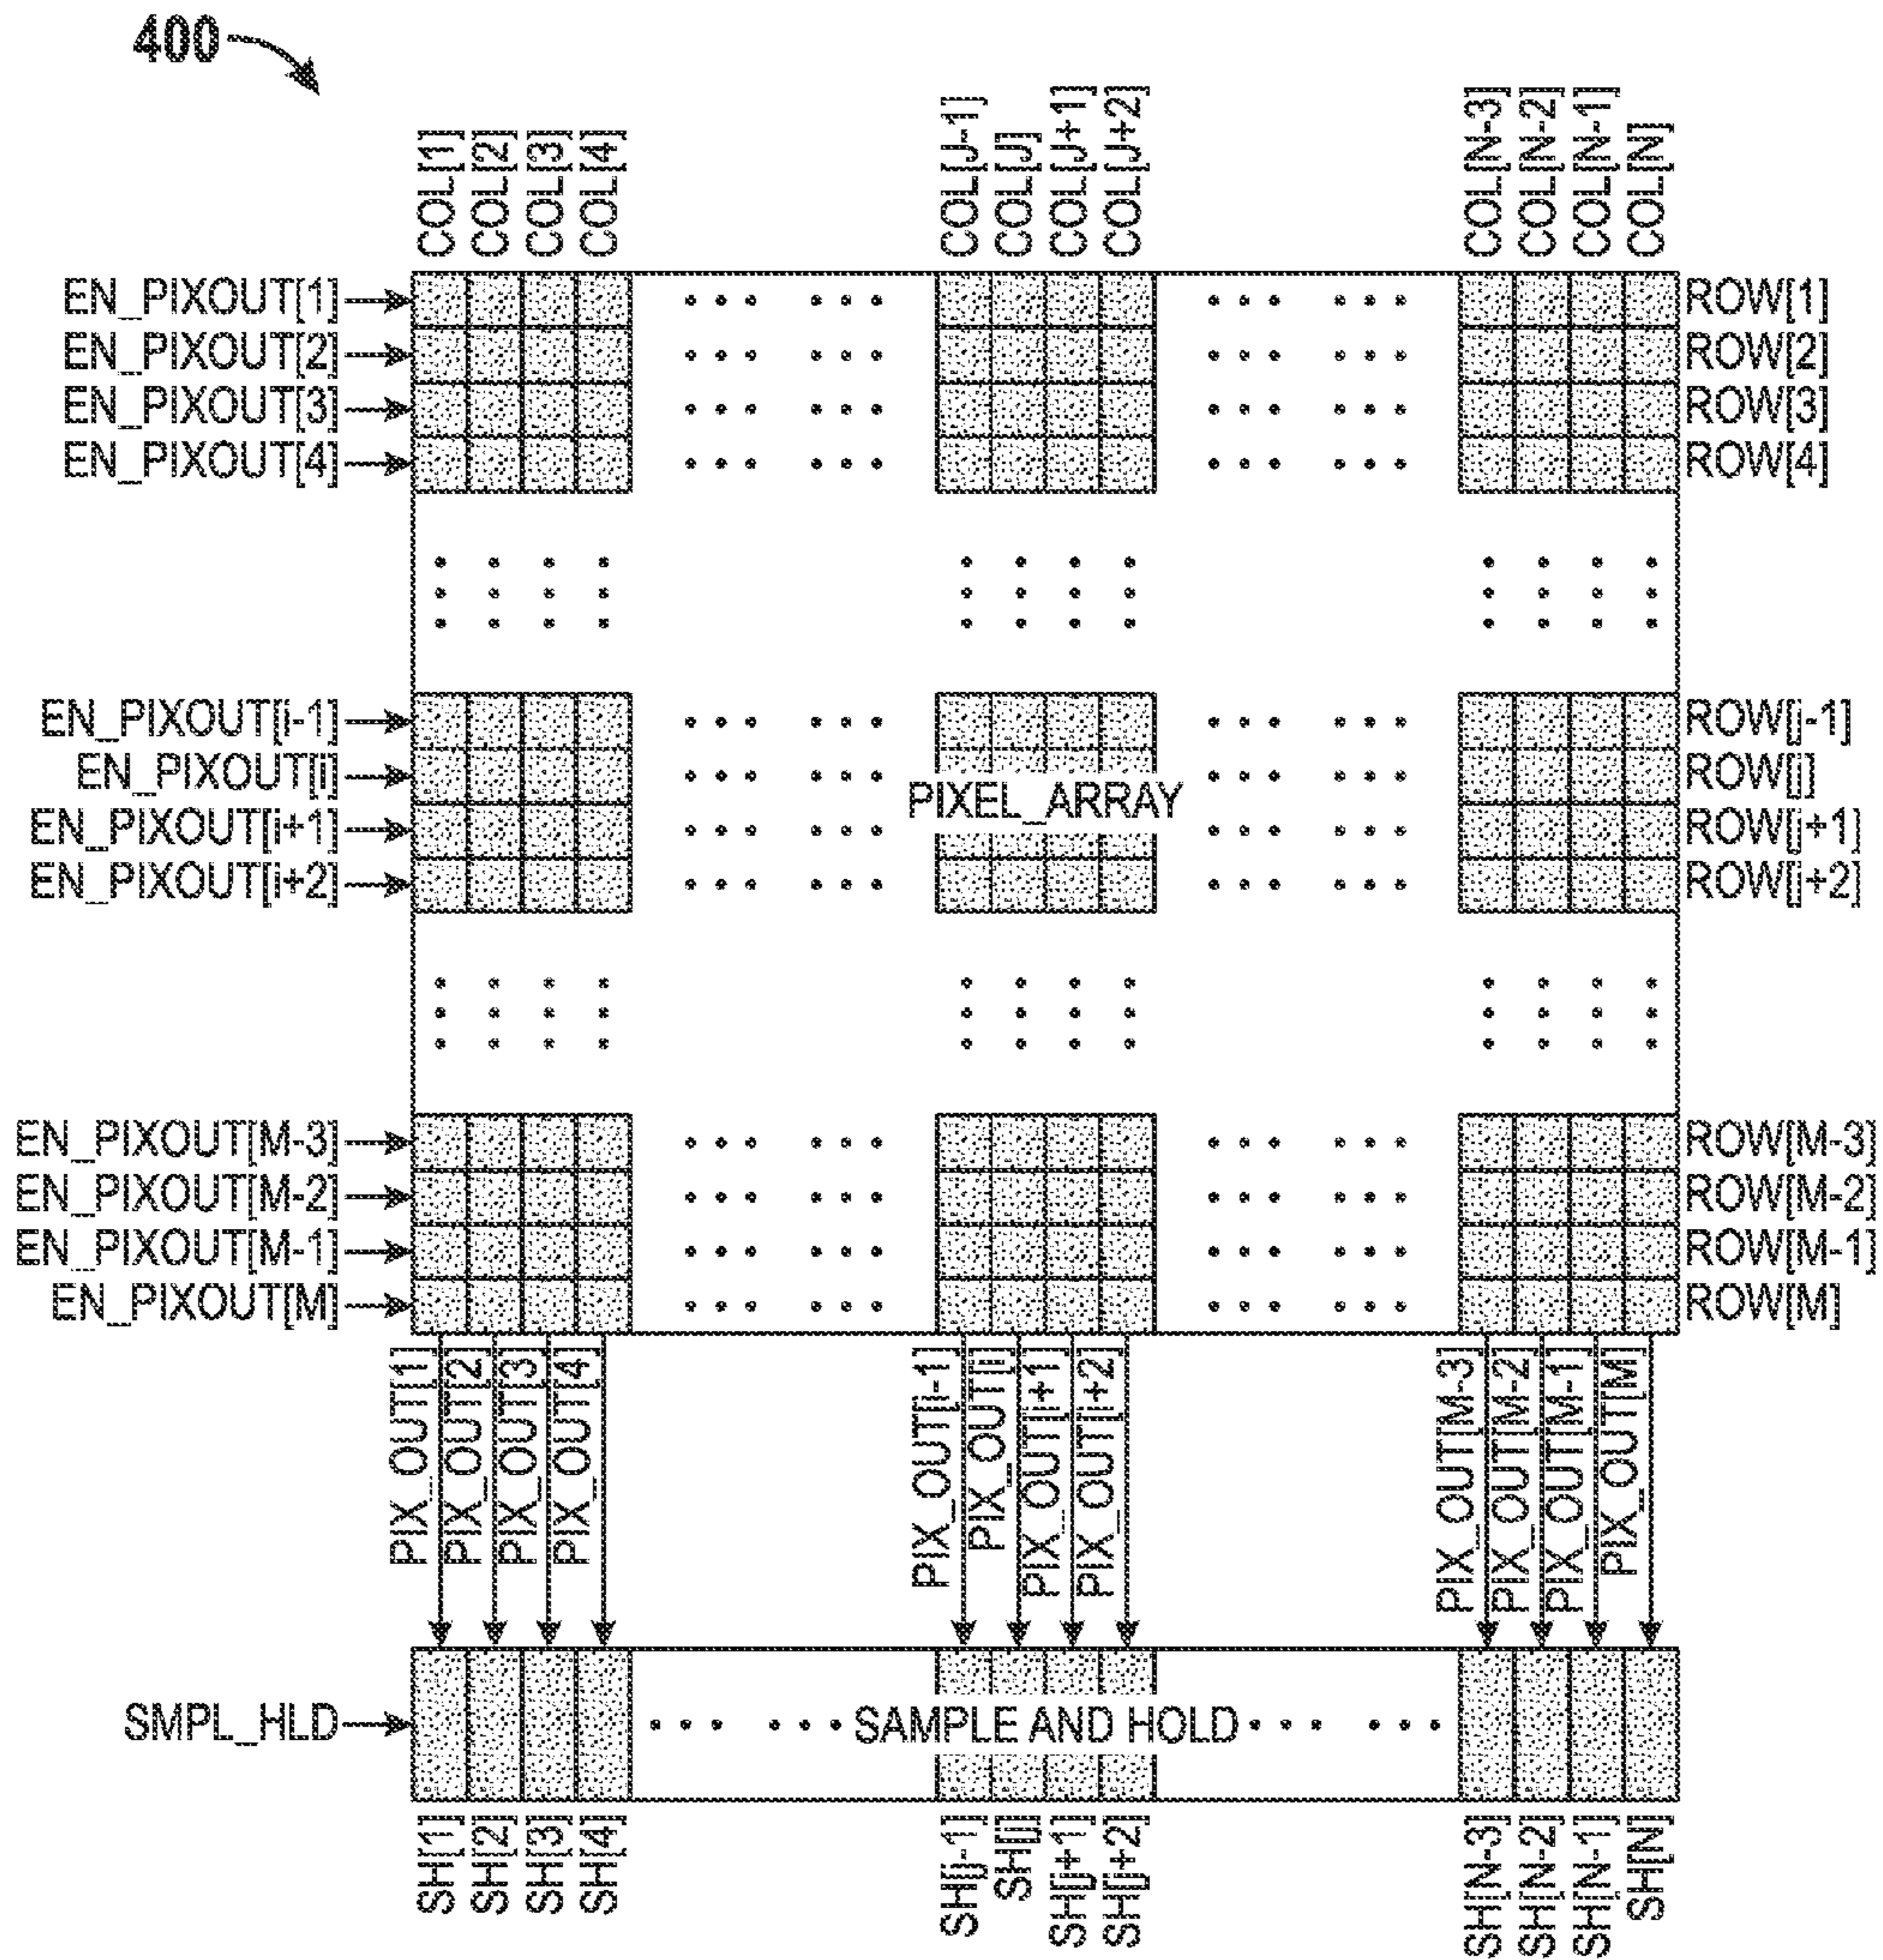 400
COL[1] COL[2] COL[3] COL[4] COL[J-1] COL[J] COL[J+1] COL[J+2] COL[N-3] COL[N-2] COL[N-1] COL[N]
EN_PIXOUT[1] ROW[1]
EN_PIXOUT[2] ROW[2]
EN_PIXOUT[3] ROW[3]
EN_PIXOUT[4] ROW[4]
EN_PIXOUT[i-1] ROW[j-1]
EN_PIXOUT[i] ROW[j]
PIXEL_ARRAY
EN_PIXOUT[i+1] ROW[j+1]
EN_PIXOUT[i+2] ROW[j+2]
EN_PIXOUT[M-3] ROW[M-3]
EN_PIXOUT[M-2] ROW[M-2]
EN_PIXOUT[M-1] ROW[M-1]
EN_PIXOUT[M] ROW[M]
PIX_OUT[1] PIX_OUT[2] PIX_OUT[3] PIX_OUT[4] PIX_OUT[i-1] PIX_OUT[i] PIX_OUT[i+1] PIX_OUT[i+2] PIX_OUT[M-3] PIX_OUT[M-2] PIX_OUT[M-1] PIX_OUT[M]
SMPL_HLD SAMPLE AND HOLD
SH[1] SH[2] SH[3] SH[4] SH[j-1] SH[j] SH[j+1] SH[j+2] SH[N-3] SH[N-2] SH[N-1] SH[N]